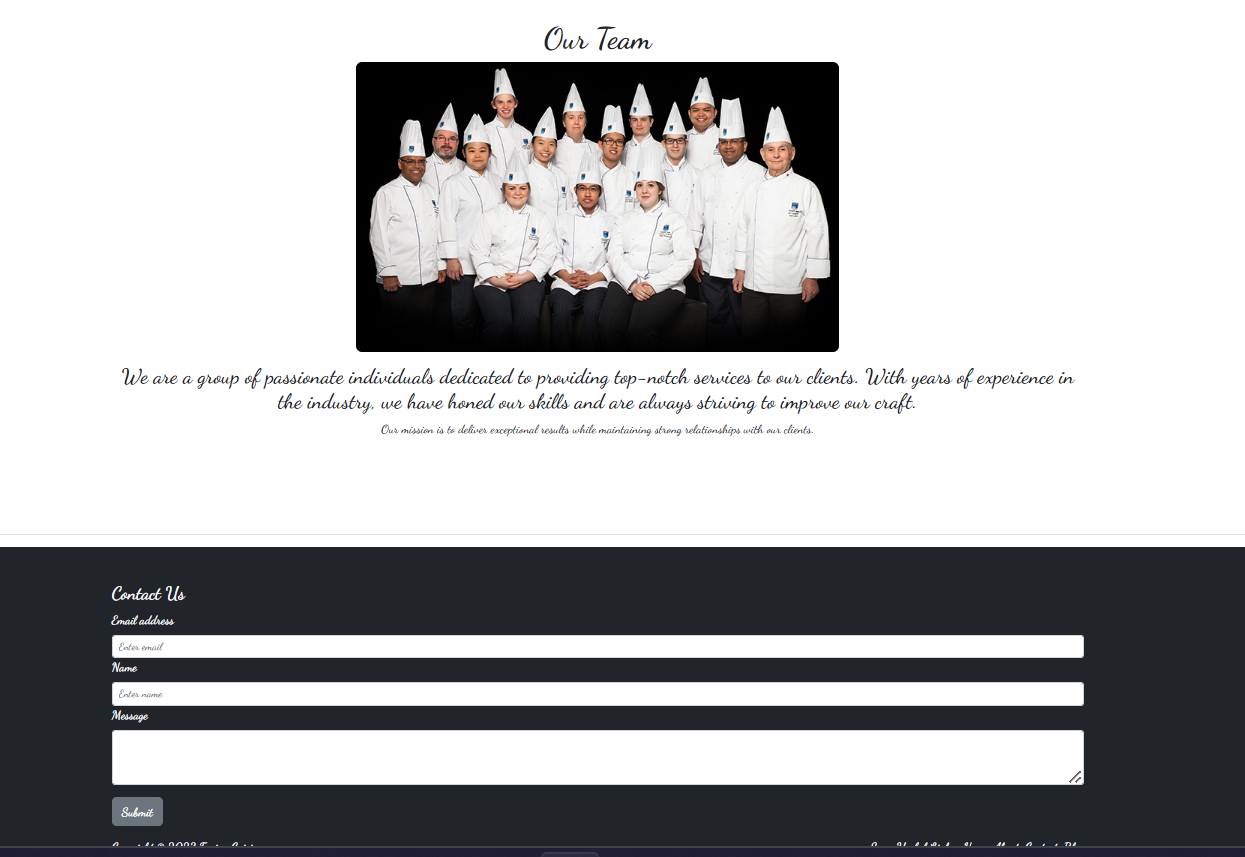 Our Team
We are a group of passionate individuals dedicated to providing top-notch services to our clients. With years of experience in
the industry, we have honed our skills and are always striving to improve our craft.
Our mission is to deliver exceptional results while maintaining strong relationships with our clients.
Contact Us
Email address
Enter email
Name
Enter name
Message
Submit